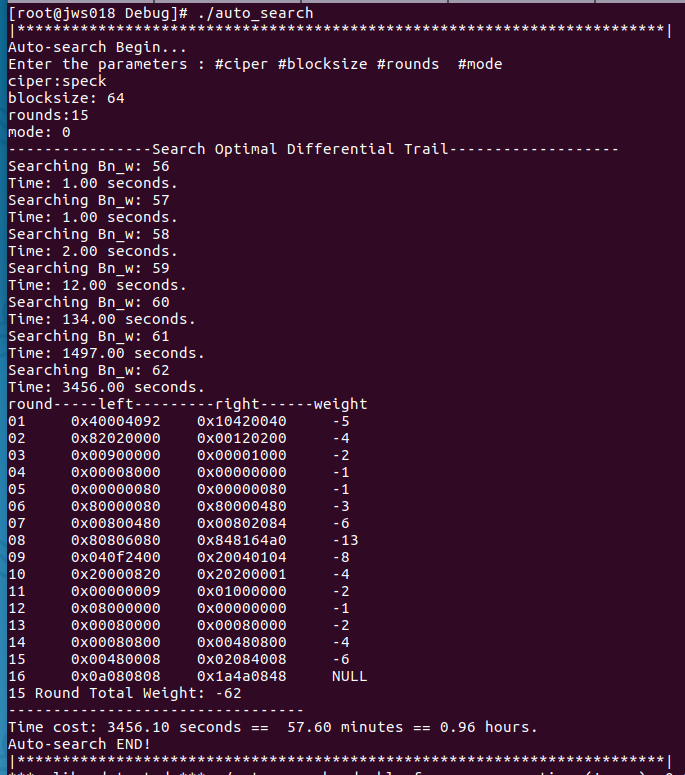 [root@jws018 Debug]# ./auto_search
|**************************************************************************|
Auto-search Begin...
Enter the parameters : #ciper #blocksize #rounds  #mode
ciper:speck
blocksize: 64
rounds:15
mode: 0
----------------Search Optimal Differential Trail-------------------
Searching Bn_w: 56
Time: 1.00 seconds.
Searching Bn_w: 57
Time: 1.00 seconds.
Searching Bn_w: 58
Time: 2.00 seconds.
Searching Bn_w: 59
Time: 12.00 seconds.
Searching Bn_w: 60
Time: 134.00 seconds.
Searching Bn_w: 61
Time: 1497.00 seconds.
Searching Bn_w: 62
Time: 3456.00 seconds.
round-----left---------right------weight
01     0x40004092    0x10420040     -5
02     0x82020000    0x00120200     -4
03     0x00900000    0x00001000     -2
04     0x00008000    0x00000000     -1
05     0x00000080    0x00000080     -1
06     0x80000080    0x80000480     -3
07     0x00800480    0x00802084     -6
08     0x80806080    0x848164a0     -13
09     0x040f2400    0x20040104     -8
10     0x20000820    0x20200001     -4
11     0x00000009    0x01000000     -2
12     0x08000000    0x00000000     -1
13     0x00080000    0x00080000     -2
14     0x00080800    0x00480800     -4
15     0x00480008    0x02084008     -6
16     0x0a080808    0x1a4a0848     NULL
15 Round Total Weight: -62
---------------------------------
Time cost: 3456.10 seconds ==  57.60 minutes == 0.96 hours.
Auto-search END!
|**************************************************************************|